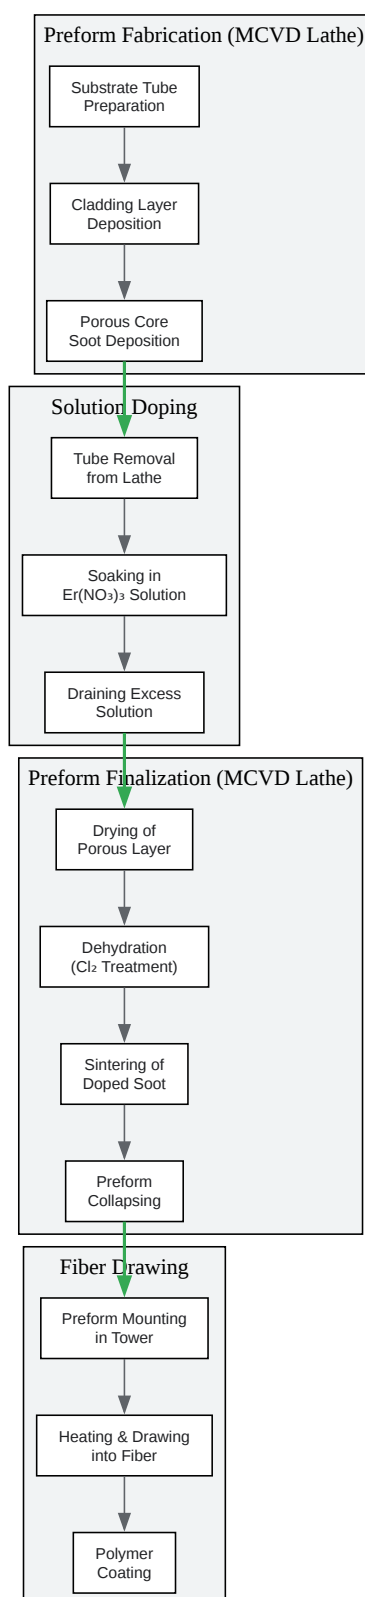 Preform Fabrication (MCVD Lathe)
Substrate Tube
Preparation
Cladding Layer
Deposition
Porous Core
Soot Deposition
Solution Doping
Tube Removal
from Lathe
Soaking in
Er(NO₃)₃ Solution
Draining Excess
Solution
Preform Finalization (MCVD Lathe)
Drying of
Porous Layer
Dehydration
(Cl₂ Treatment)
Sintering of
Doped Soot
Preform
Collapsing
Fiber Drawing
Preform Mounting
in Tower
Heating & Drawing
into Fiber
Polymer
Coating